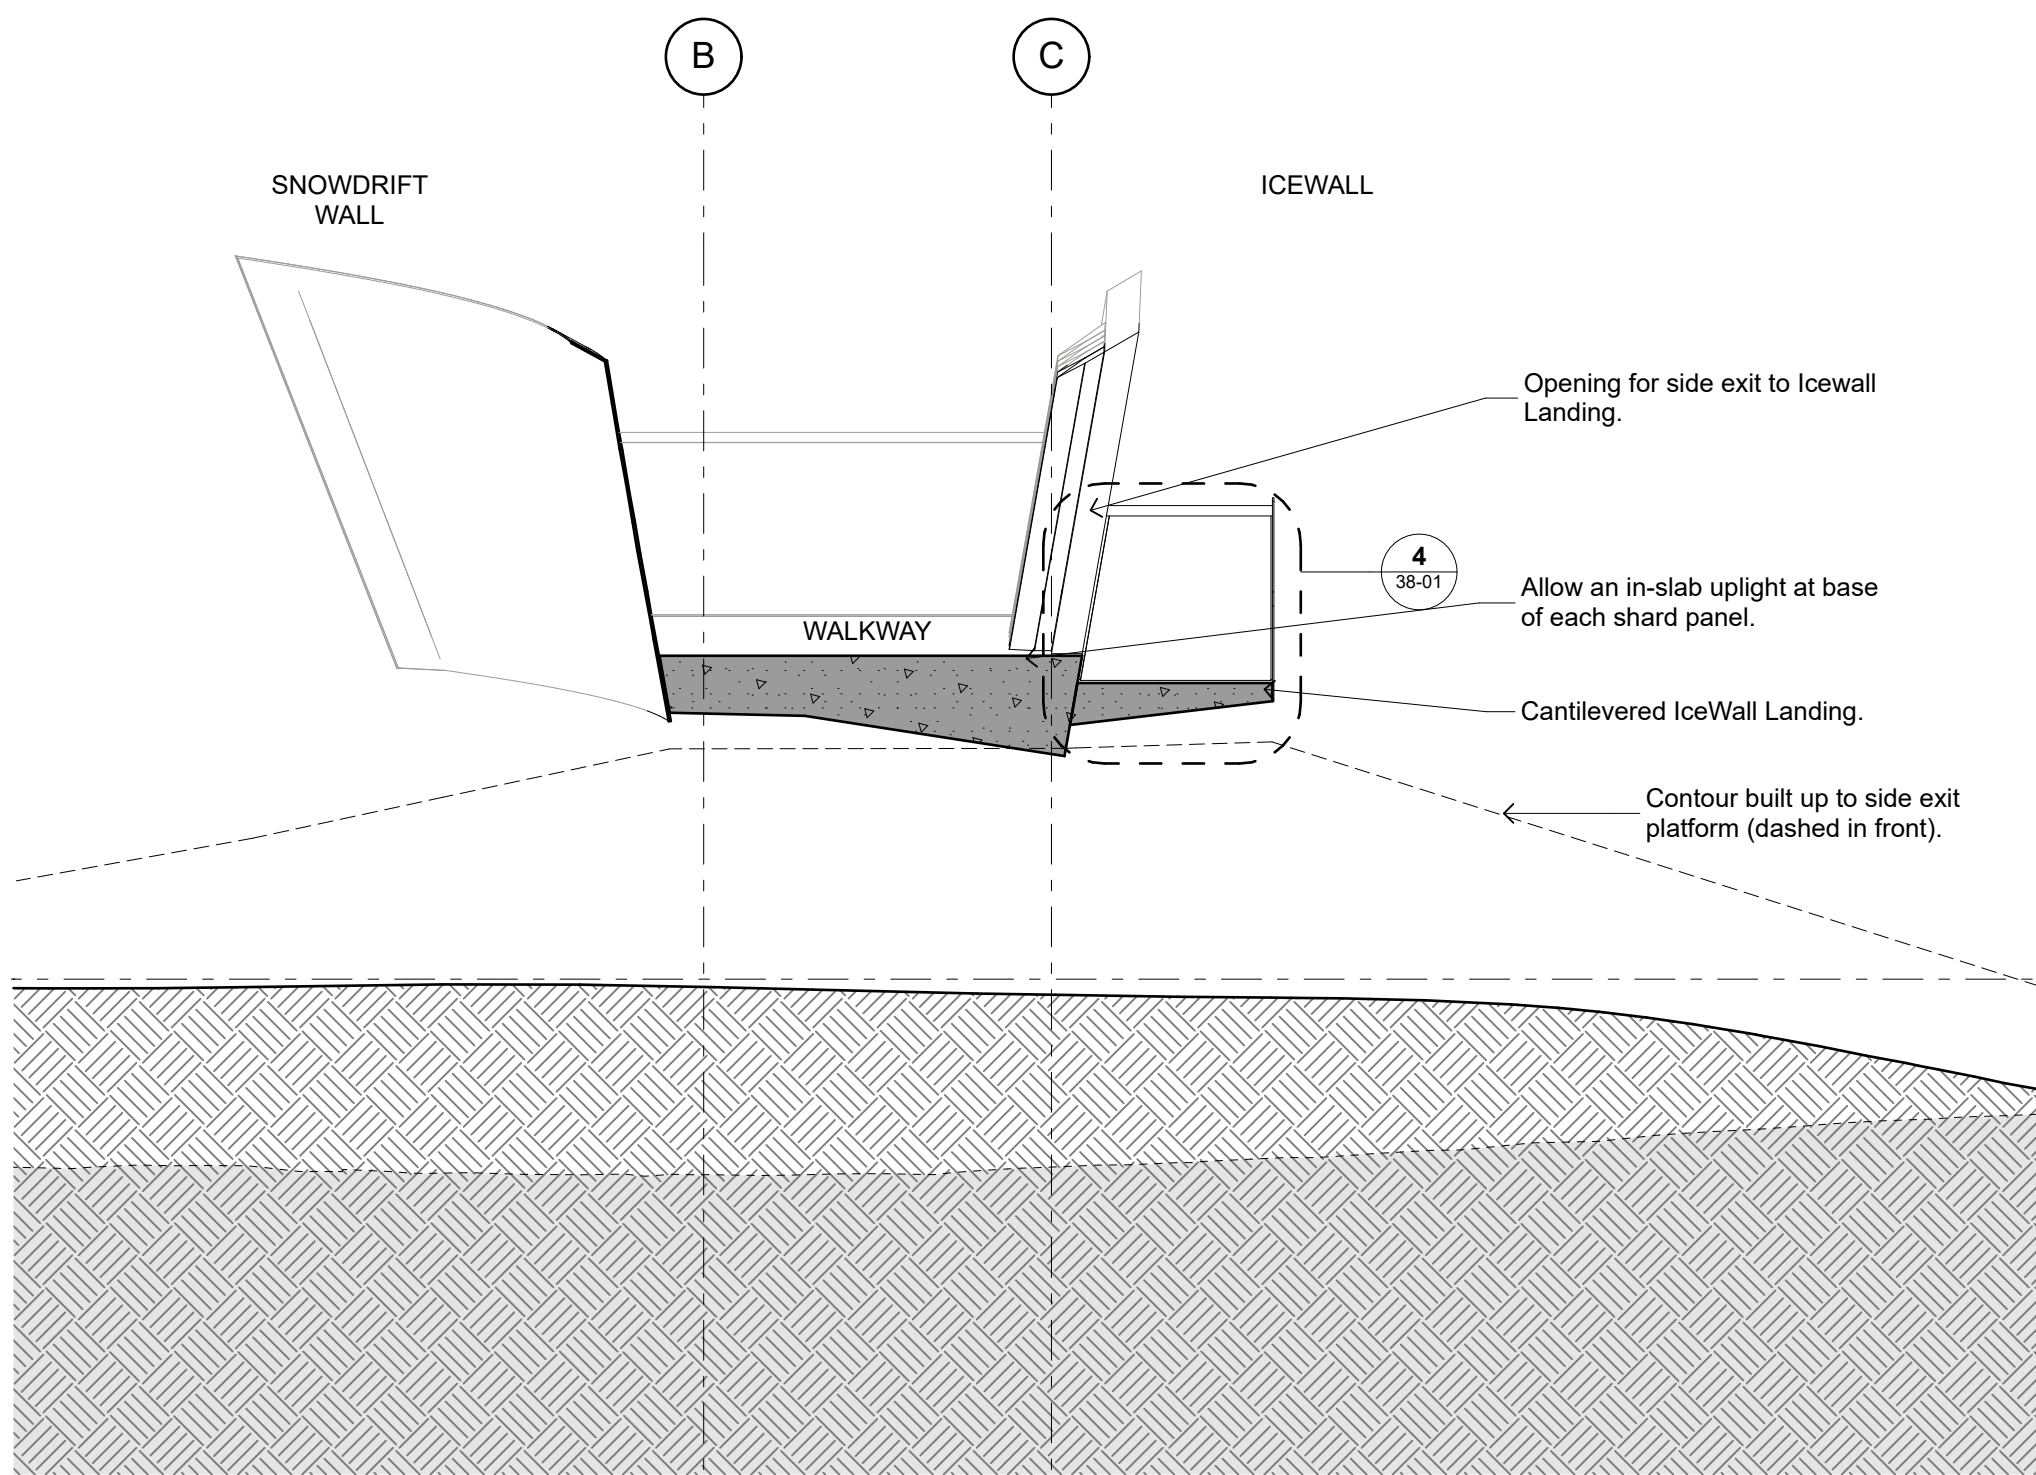 B
C
SNOWDRIFT
WALL
ICEWALL
Opening for side exit to Icewall
Landing.
4
38-01
Allow an in-slab uplight at base
of each shard panel.
WALKWAY
Cantilevered IceWall Landing.
Contour built up to side exit
platform (dashed in front).